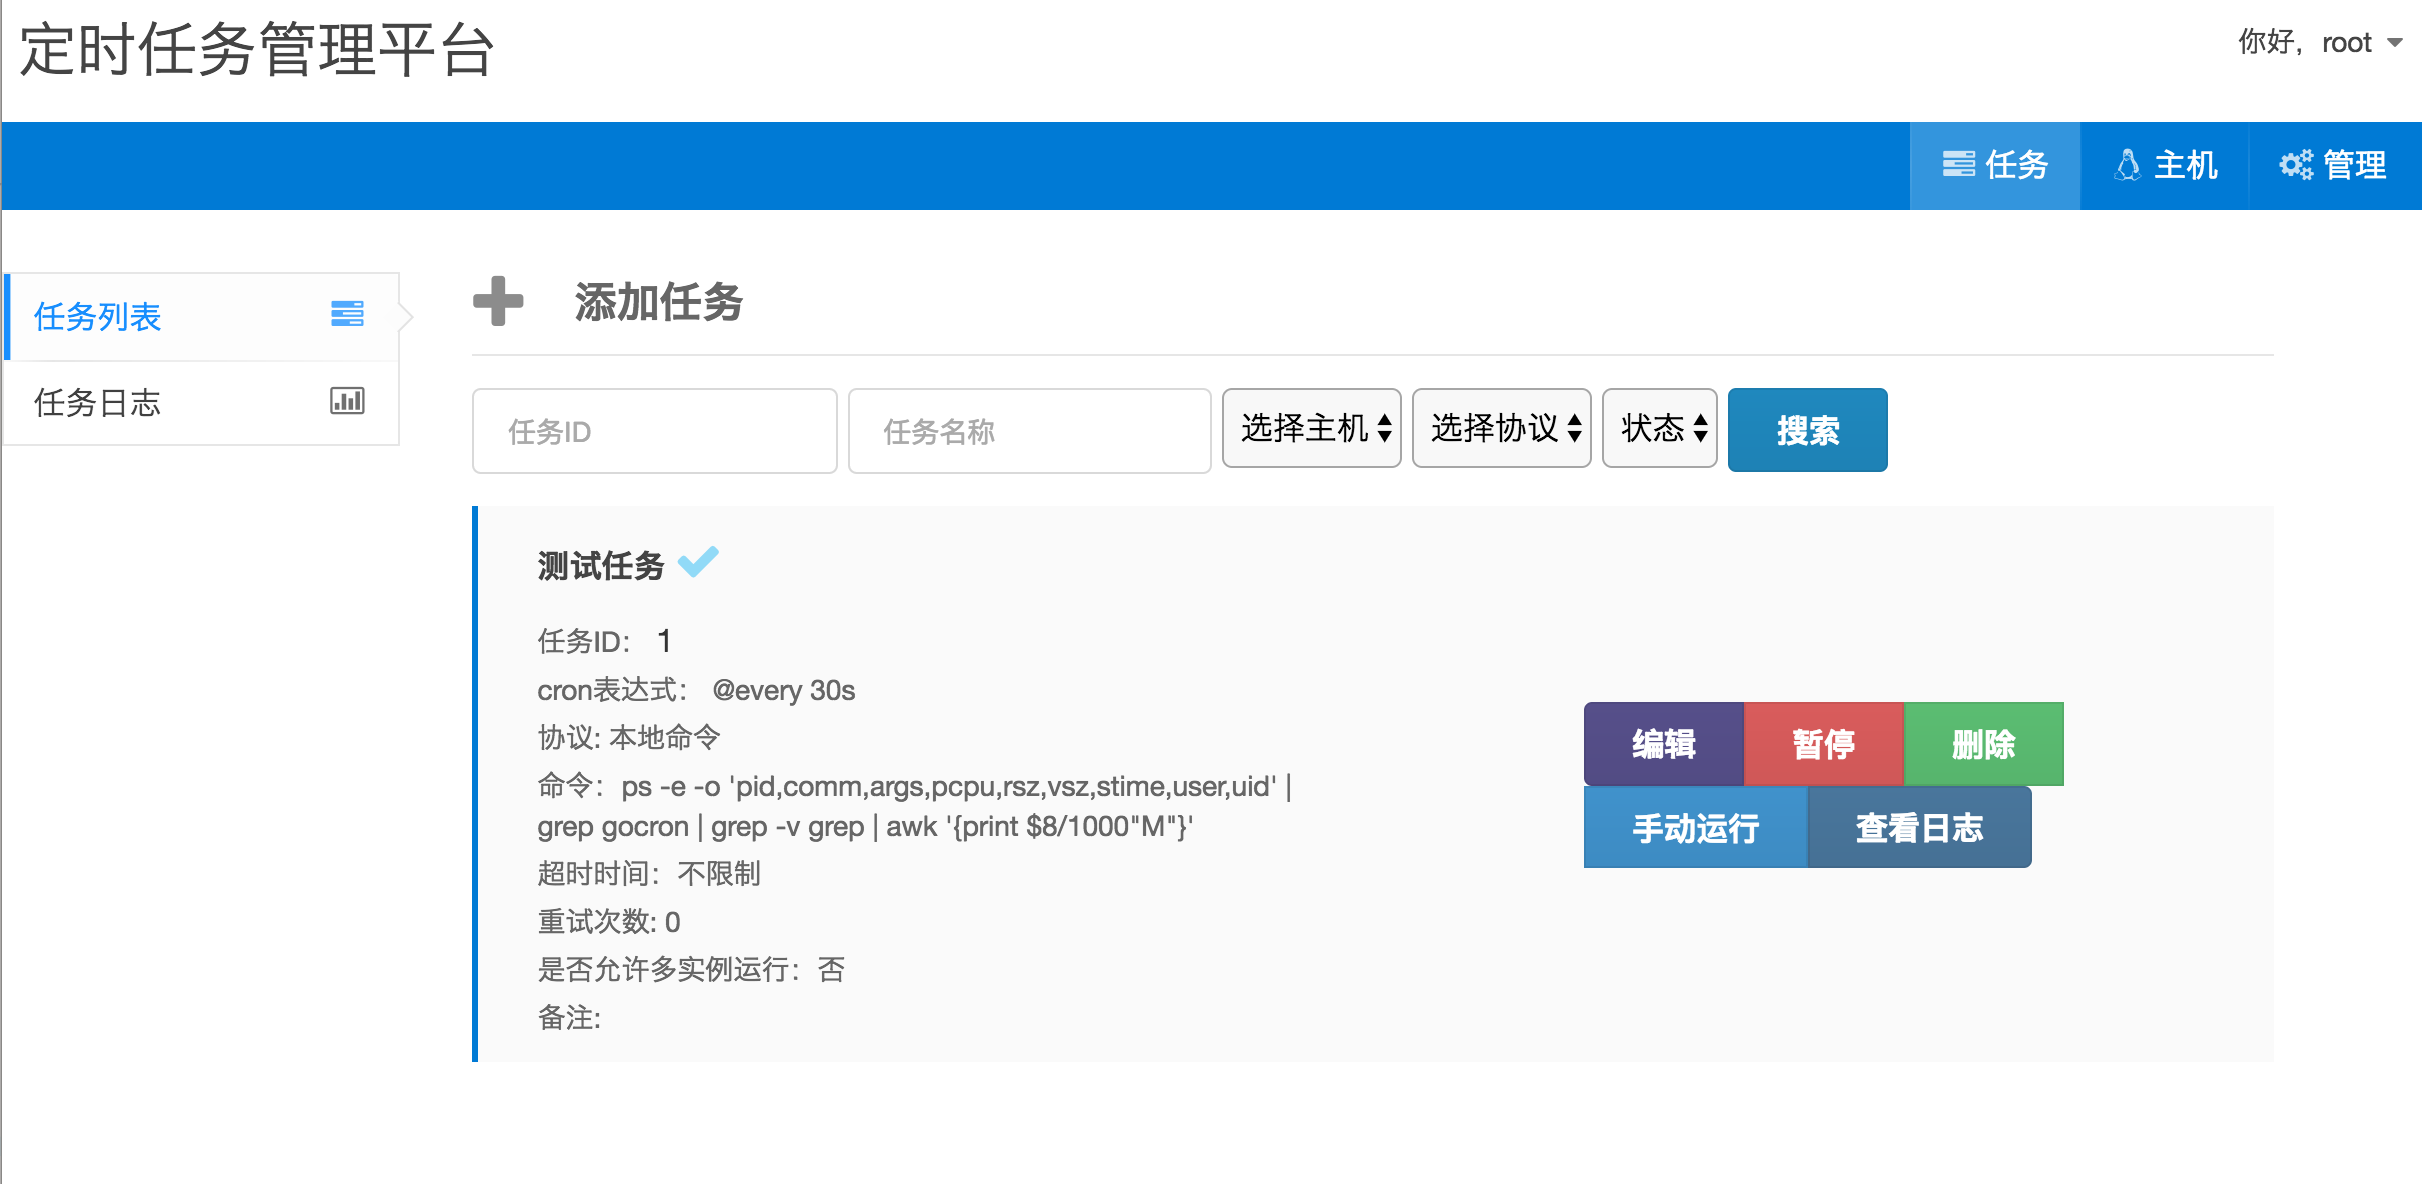 定时任务管理平台
你好，root
任务 主机 管理
任务列表
任务日志
添加任务
任务ID 任务名称 选择主机 选择协议 状态 搜索
测试任务
任务ID： 1
cron表达式： @every 30s
协议: 本地命令
命令：ps -e -o 'pid,comm,args,pcpu,rsz,vsz,stime,user,uid' |
grep gocron | grep -v grep | awk '{print $8/1000"M"}'
超时时间：不限制
重试次数: 0
是否允许多实例运行：否
备注:
编辑 暂停 删除
手动运行 查看日志